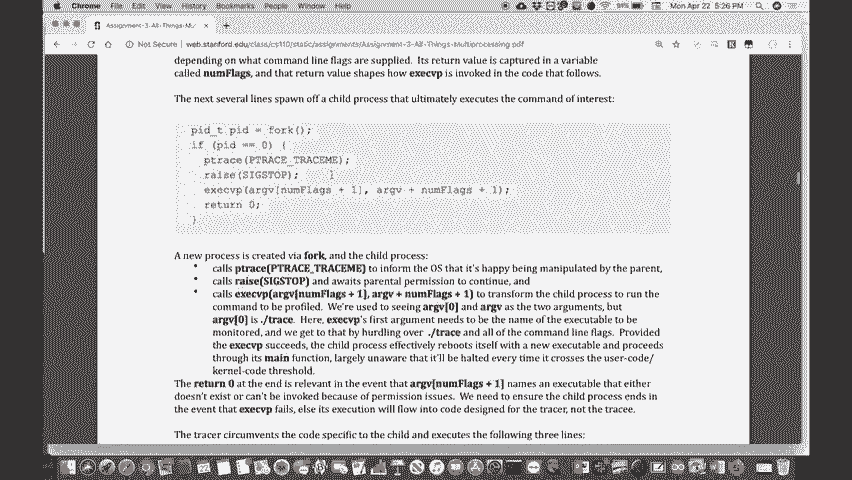 Chrome File Edit View History Bookmarks People Window Help
Mon Apr 22 5:26 PM
Assignment-3-All-Things-Mu
Not Secure web.stanford.edu/class/cs110/static/assignments/Assignment-3-All-Things-Multiprocessing.pdf
depending on what command line flags are supplied. Its return value is captured in a variable
called numFlags, and that return value shapes how execvp is invoked in the code that follows.
The next several lines spawn off a child process that ultimately executes the command of interest:
pid_t pid = fork();
if (pid == 0) {
ptrace(PTRACE_TRACEME);
raise(SIGSTOP);
execvp(argv[numFlags + 1], argv + numFlags + 1);
return 0;
}
A new process is created via fork, and the child process:
• calls ptrace(PTRACE_TRACEME) to inform the OS that it's happy being manipulated by the parent,
• calls raise(SIGSTOP) and awaits parental permission to continue, and
• calls execvp(argv[numFlags + 1], argv + numFlags + 1) to transform the child process to run the
command to be profiled. We're used to seeing argv[0] and argv as the two arguments, but
argv[0] is ./trace. Here, execvp's first argument needs to be the name of the executable to be
monitored, and we get to that by hurdling over ./trace and all of the command line flags. Provided
the execvp succeeds, the child process effectively reboots itself with a new executable and proceeds
through its main function, largely unaware that it'll be halted every time it crosses the user-code/
kernel-code threshold.
The return 0 at the end is relevant in the event that argv[numFlags + 1] names an executable that either
doesn't exist or can't be invoked because of permission issues. We need to ensure the child process ends in
the event that execvp fails, else its execution will flow into code designed for the tracer, not the tracee.
The tracer circumvents the code specific to the child and executes the following three lines: